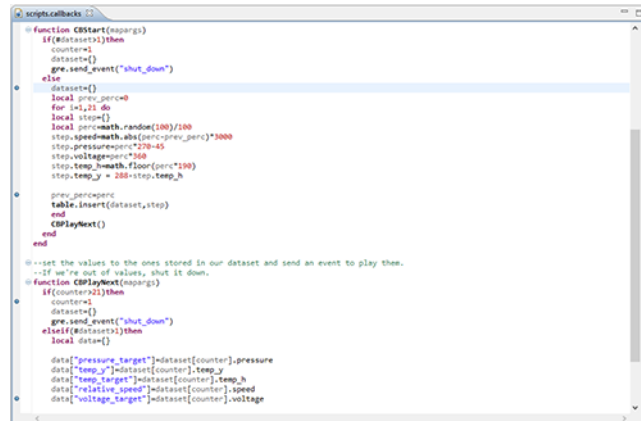 scripts.callbacks
function CBStart(mapargs)
if(#dataset>1)then
counter=1
dataset={}
gre.send_event("shut_down")
else
dataset={}
local prev_perc=0
for i=1,21 do
local step={}
local perc=math.random(100)/100
step.speed=math.abs(perc-prev_perc)*3000
step.pressure=perc*270-45
step.voltage=perc*360
step.temp_h=math.floor(perc*190)
step.temp_y = 288-step.temp_h
prev_perc=perc
table.insert(dataset,step)
end
CBPlayNext()
end
end
--set the values to the ones stored in our dataset and send an event to play them.
--If we're out of values, shut it down.
function CBPlayNext(mapargs)
if(counter>21)then
counter=1
dataset={}
gre.send_event("shut_down")
elseif(#dataset>1)then
local data={}
data["pressure_target"]=dataset[counter].pressure
data["temp_y"]=dataset[counter].temp_y
data["temp_target"]=dataset[counter].temp_h
data["relative_speed"]=dataset[counter].speed
data["voltage_target"]=dataset[counter].voltage